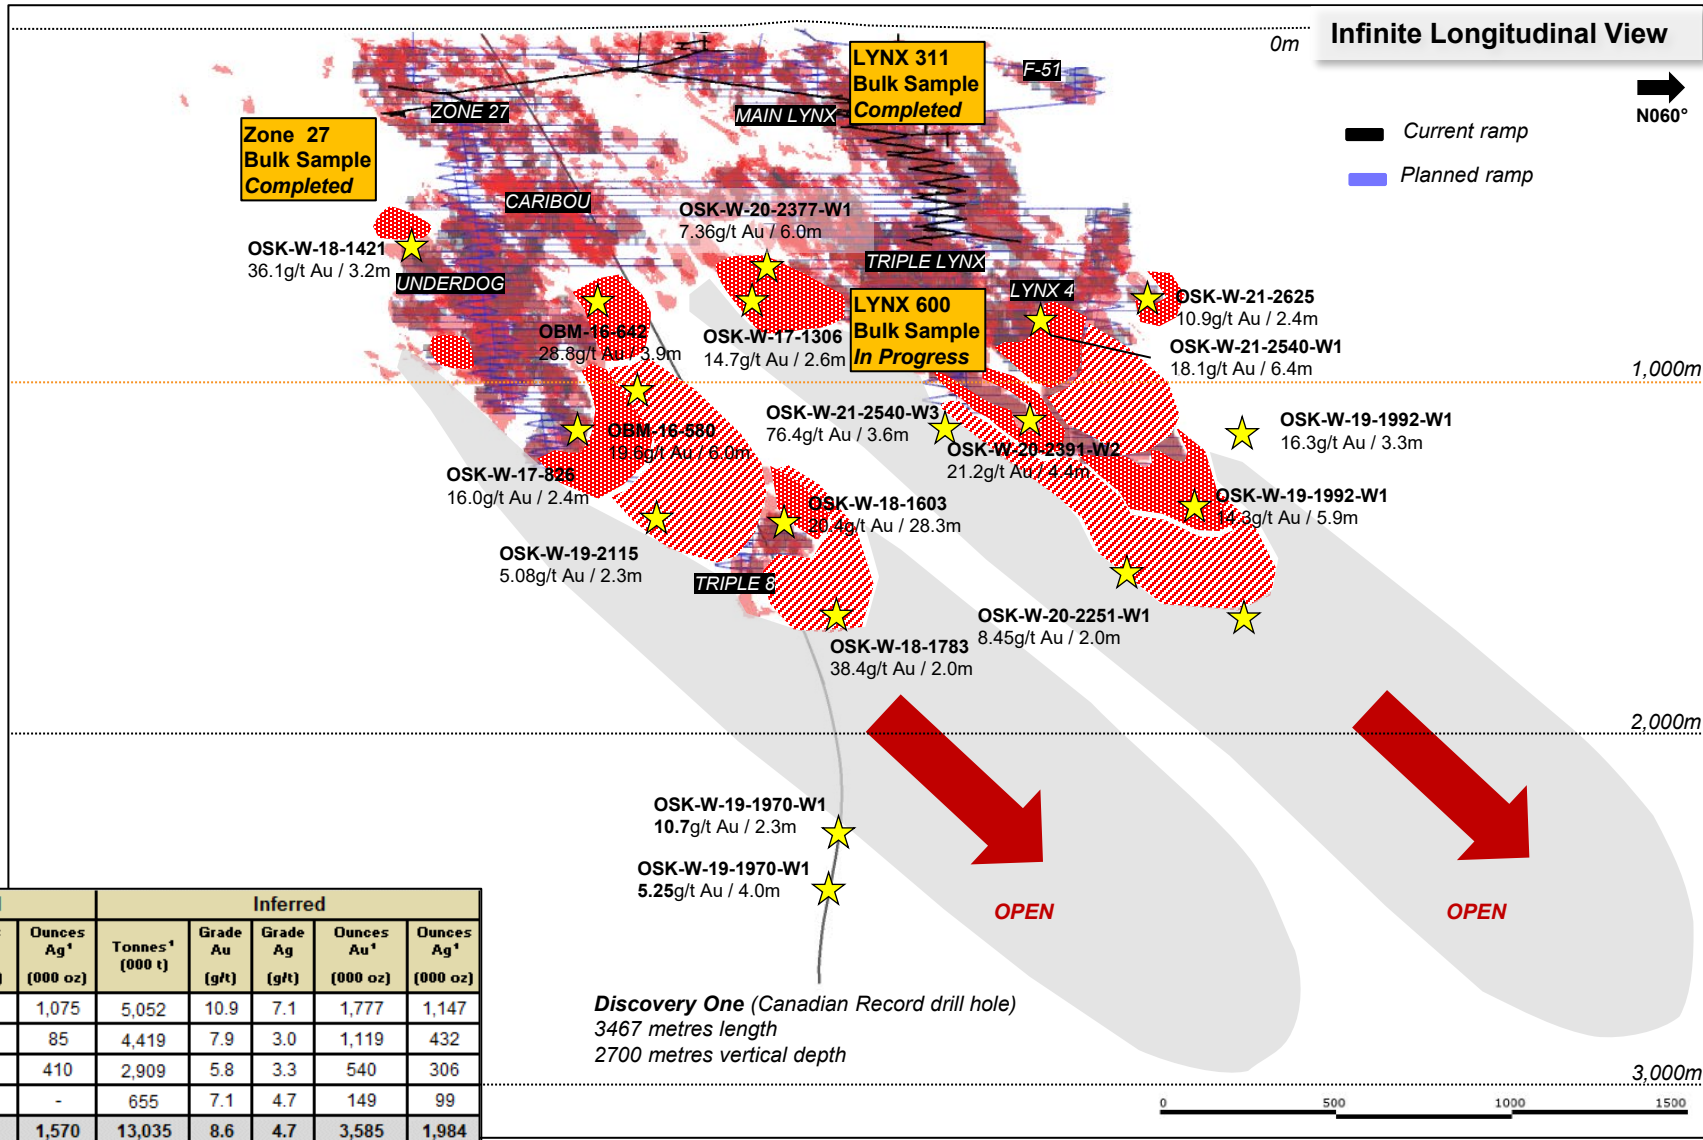 Infinite Longitudinal View
0m
N060°
Current ramp
Planned ramp
LYNX 311
Bulk Sample
Completed
F-51
ZONE 27
MAIN LYNX
Zone 27
Bulk Sample
Completed
CARIBOU
OSK-W-20-2377-W1
7.36g/t Au / 6.0m
OSK-W-18-1421
36.1g/t Au / 3.2m
UNDERDOG
TRIPLE LYNX
LYNX 4
LYNX 600
Bulk Sample
In Progress
OSK-W-21-2625
10.9g/t Au / 2.4m
OBM-16-642
28.8g/t Au / 3.9m
OSK-W-17-1306
14.7g/t Au / 2.6m
OSK-W-21-2540-W1
18.1g/t Au / 6.4m
1,000m
OSK-W-21-2540-W3
76.4g/t Au / 3.6m
OSK-W-19-1992-W1
16.3g/t Au / 3.3m
OBM-16-580
19.6g/t Au / 6.0m
OSK-W-20-2391-W2
21.2g/t Au / 4.4m
OSK-W-17-826
16.0g/t Au / 2.4m
OSK-W-18-1603
20.4g/t Au / 28.3m
OSK-W-19-1992-W1
14.3g/t Au / 5.9m
OSK-W-19-2115
5.08g/t Au / 2.3m
TRIPLE 8
OSK-W-20-2251-W1
8.45g/t Au / 2.0m
OSK-W-18-1783
38.4g/t Au / 2.0m
2,000m
OSK-W-19-1970-W1
10.7g/t Au / 2.3m
OSK-W-19-1970-W1
5.25g/t Au / 4.0m
OPEN
OPEN
Discovery One (Canadian Record drill hole)
3467 metres length
2700 metres vertical depth
3,000m
0 500 1000 1500
Inferred
Ounces Ag¹ (000 oz) Tonnes¹ (000 t) Grade Au (g/t) Grade Ag (g/t) Ounces Au¹ (000 oz) Ounces Ag¹ (000 oz)
1,075 5,052 10.9 7.1 1,777 1,147
85 4,419 7.9 3.0 1,119 432
410 2,909 5.8 3.3 540 306
- 655 7.1 4.7 149 99
1,570 13,035 8.6 4.7 3,585 1,984